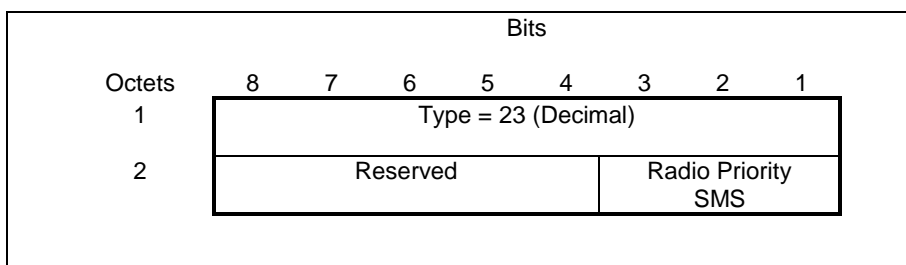 Bits
Octets 8 7 6 5 4 3 2 1
1 Type = 23 (Decimal)
2 Reserved Radio Priority
SMS